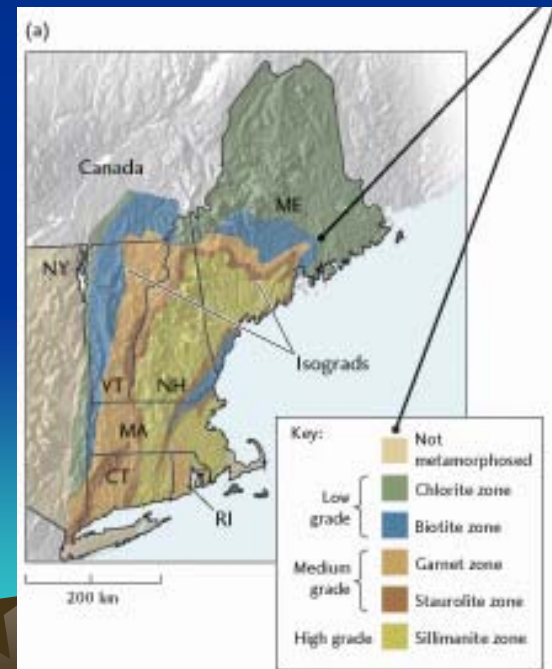 (a)
Canada
ME
NY
Isograds
VT
NH
MA
CT
RI
200 km
Key:
Not
metamorphosed
Low
grade
Chlorite zone
Biotite zone
Medium
grade
Garnet zone
Staurolite zone
High grade
Sillimanite zone